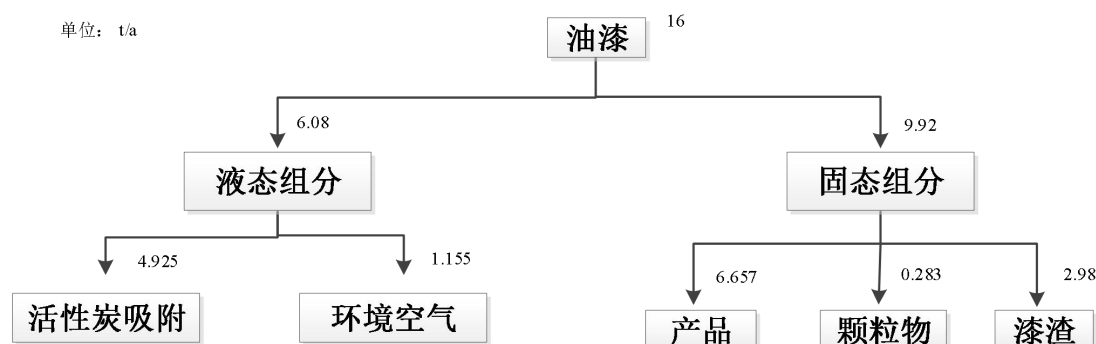 单位： t/a
油漆
16
6.08
9.92
液态组分
固态组分
4.925
1.155
6.657
0.283
2.98
活性炭吸附
环境空气
产品
颗粒物
漆渣